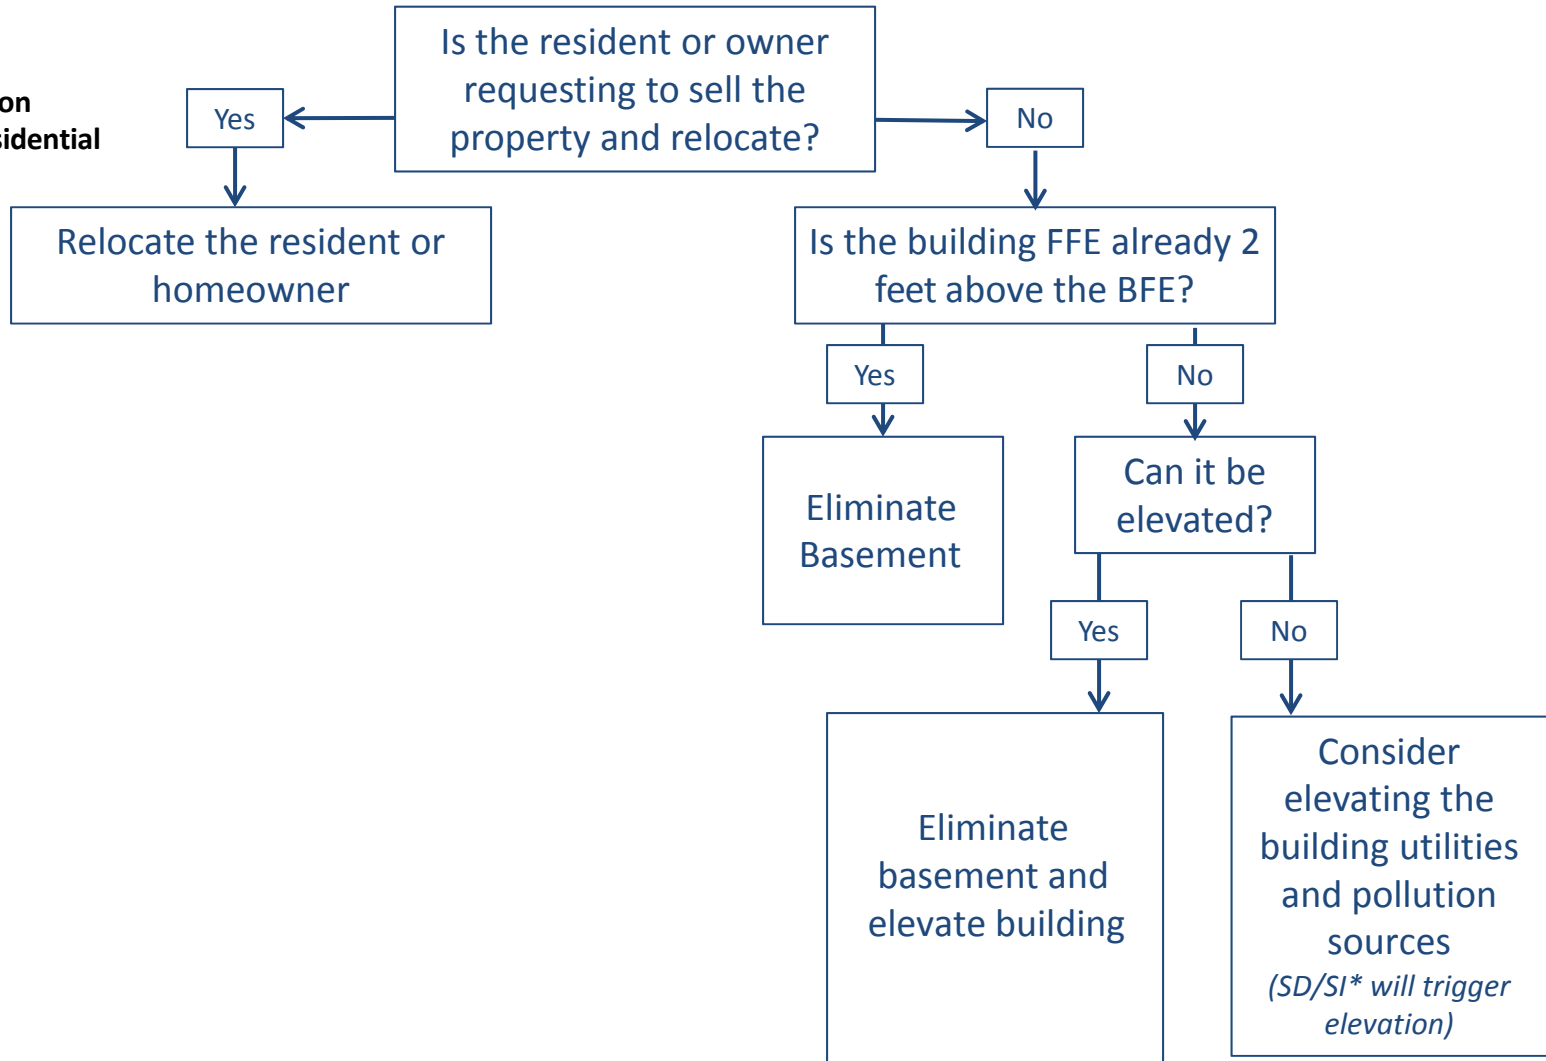 Is the resident or owner
requesting to sell the
property and relocate?
on
sidential
Yes
No
Relocate the resident or
homeowner
Is the building FFE already 2
feet above the BFE?
Yes
No
Eliminate
Basement
Can it be
elevated?
Yes
No
Eliminate
basement and
elevate building
Consider
elevating the
building utilities
and pollution
sources
(SD/SI* will trigger
elevation)